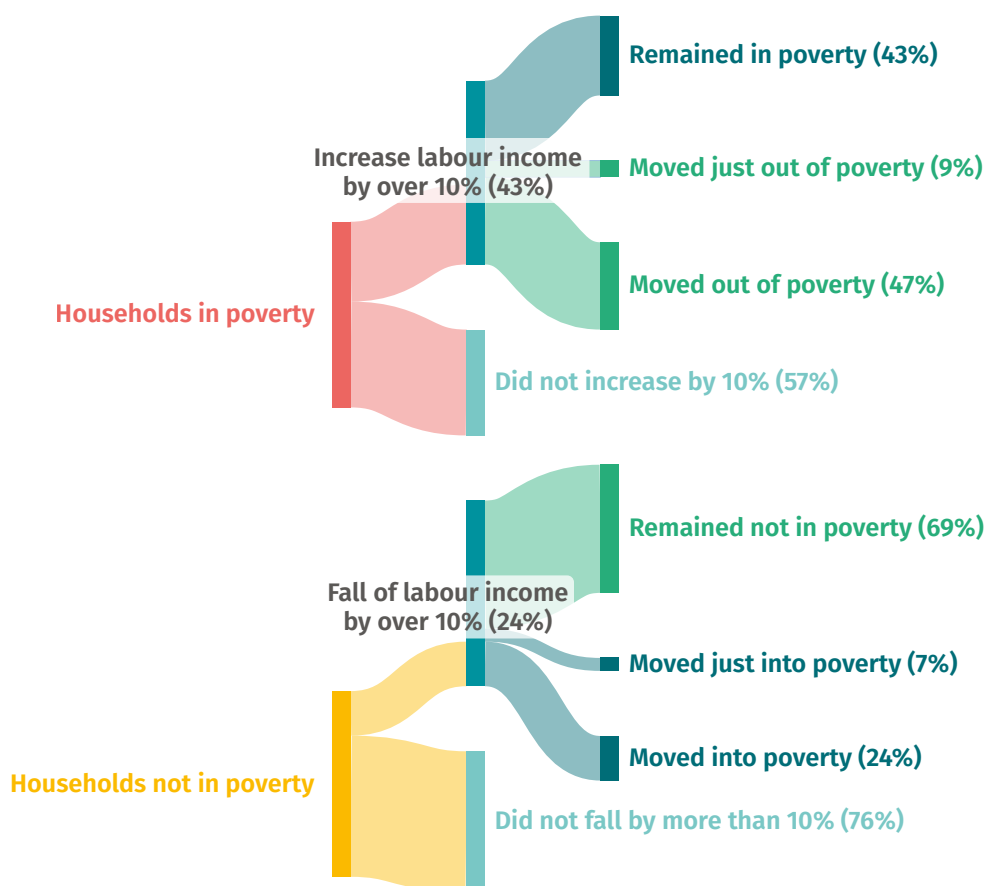 Remained in poverty (43%)
Increase labour income
by over 10% (43%)
Moved just out of poverty (9%)
Moved out of poverty (47%)
Households in poverty
Did not increase by 10% (57%)
Remained not in poverty (69%)
Fall of labour income
by over 10% (24%)
Moved just into poverty (7%)
Moved into poverty (24%)
Households not in poverty
Did not fall by more than 10% (76%)